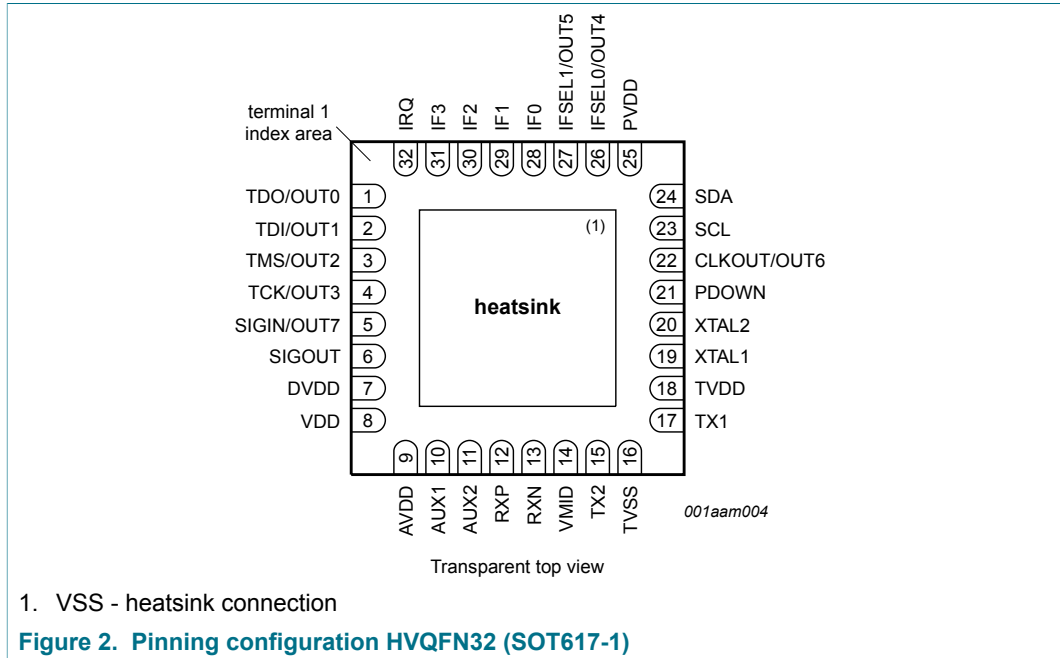 IRQ
IF3
IF2
IF1
IF0
IFSEL1/OUT5
IFSEL0/OUT4
PVDD
terminal 1
index area
32
31
30
29
28
27
26
25
TDO/OUT0 1
TDI/OUT1 2
TMS/OUT2 3
TCK/OUT3 4
SIGIN/OUT7 5
SIGOUT 6
DVDD 7
VDD 8
(1)
heatsink
24 SDA
23 SCL
22 CLKOUT/OUT6
21 PDOWN
20 XTAL2
19 XTAL1
18 TVDD
17 TX1
9
10
11
12
13
14
15
16
AVDD
AUX1
AUX2
RXP
RXN
VMID
TX2
TVSS
001aam004
Transparent top view
1. VSS - heatsink connection
Figure 2. Pinning configuration HVQFN32 (SOT617-1)